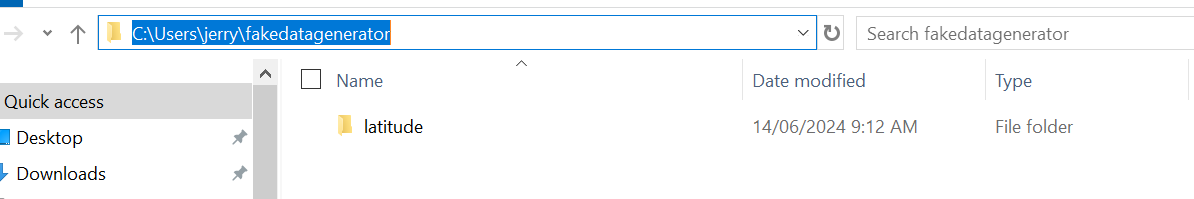 C:\Users\jerry\fakedatagenerator
Search fakedatagenerator
Name Date modified Type
Quick access
latitude 14/06/2024 9:12 AM File folder
Desktop
Downloads